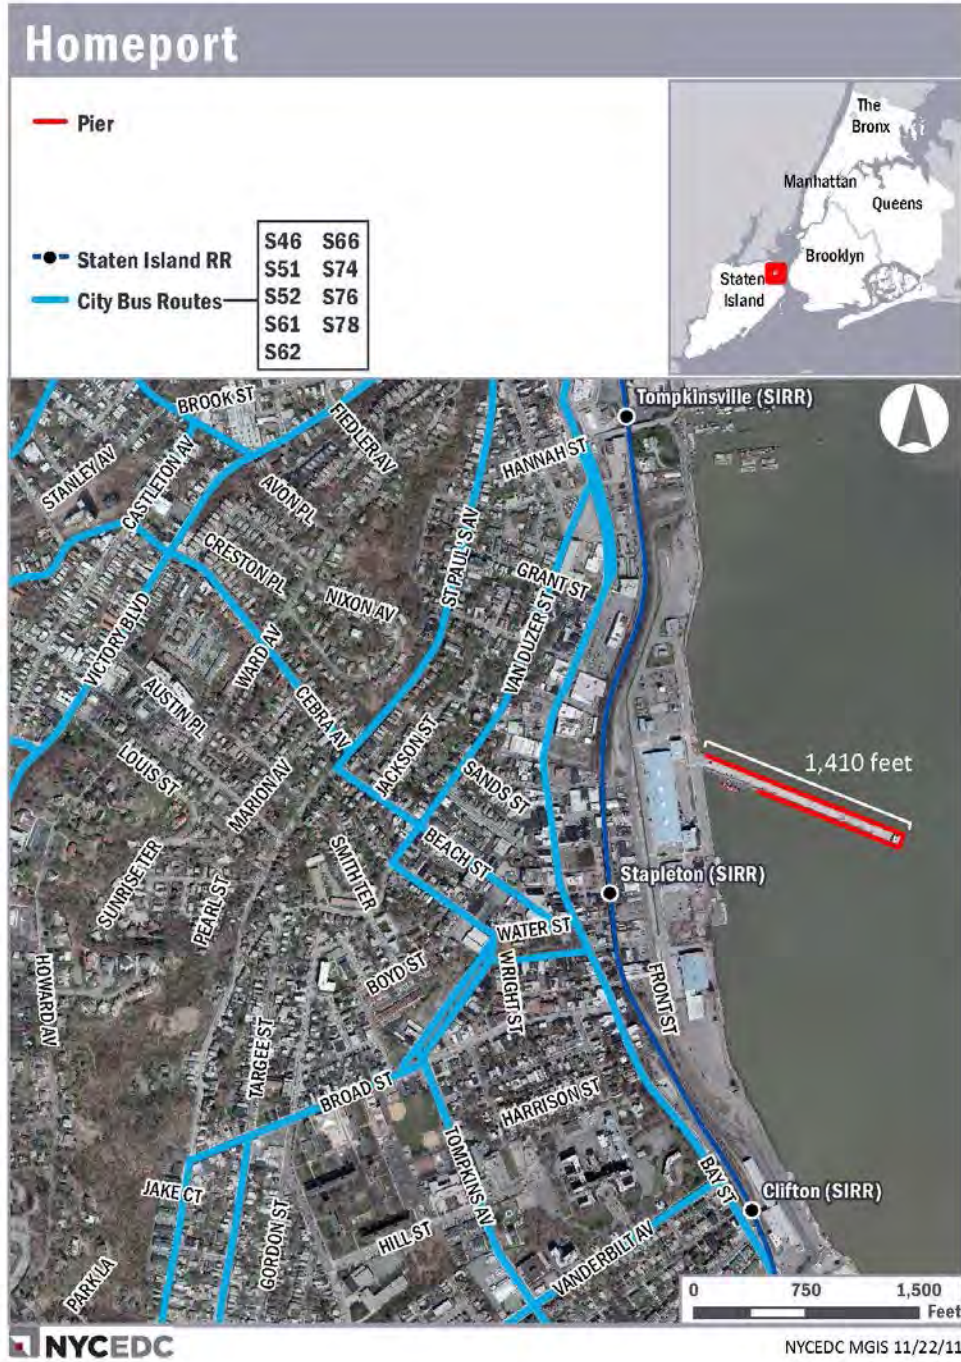 Homeport
Pier
Staten Island RR
City Bus Routes
S46 S66
S51 S74
S52 S76
S61 S78
S62
The
Bronx
Manhattan
Queens
Brooklyn
Staten
Island
Tompkinsville (SIRR)
BROOK ST
FIEDLER AV
HANNAH ST
STANLEY AV
CASTLETON AV
AVON PL
CRESTON PL
ST PAUL'S AV
GRANT ST
NIXON AV
VAN DUZER ST
VICTORY BLVD
WARD AV
AUSTIN PL
CEBRA AV
JACKSON ST
LOUIS ST
MARION AV
SANDS ST
1,410 feet
BEACH ST
SMITH TER
SUNRISE TER
PEARL ST
Stapleton (SIRR)
WATER ST
HOWARD AV
BOYD ST
WRIGHT ST
FRONT ST
TARGEE ST
BROAD ST
HARRISON ST
TOMPKINS AV
JAKE CT
BAY ST
Clifton (SIRR)
GORDON ST
HILL ST
VANDERBILT AV
PARK LA
0 750 1,500
Feet
NYCEDC
NYCEDC MGIS 11/22/11